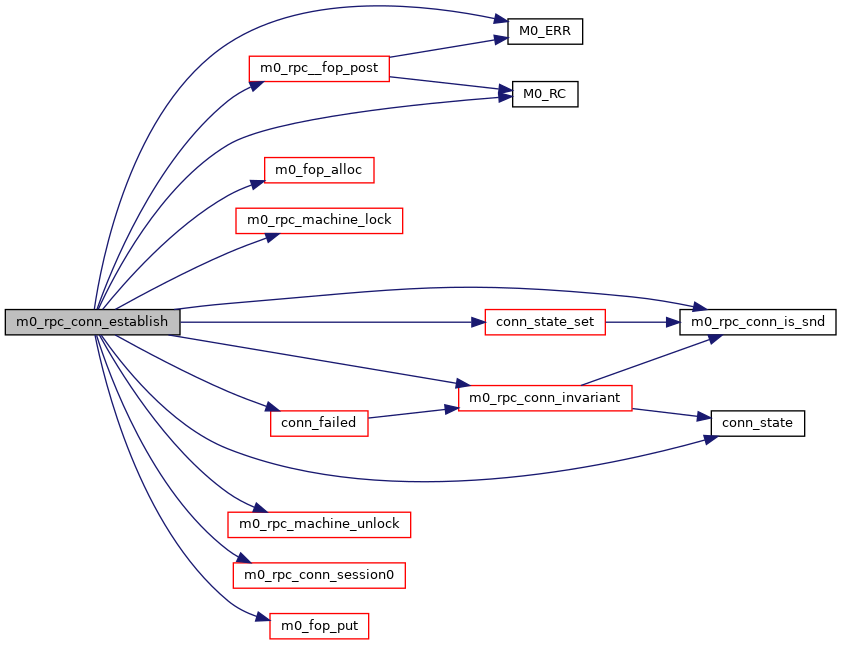 M0_ERR
m0_rpc__fop_post
M0_RC
m0_fop_alloc
m0_rpc_machine_lock
m0_rpc_conn_establish
conn_state_set
m0_rpc_conn_is_snd
m0_rpc_conn_invariant
conn_failed
conn_state
m0_rpc_machine_unlock
m0_rpc_conn_session0
m0_fop_put